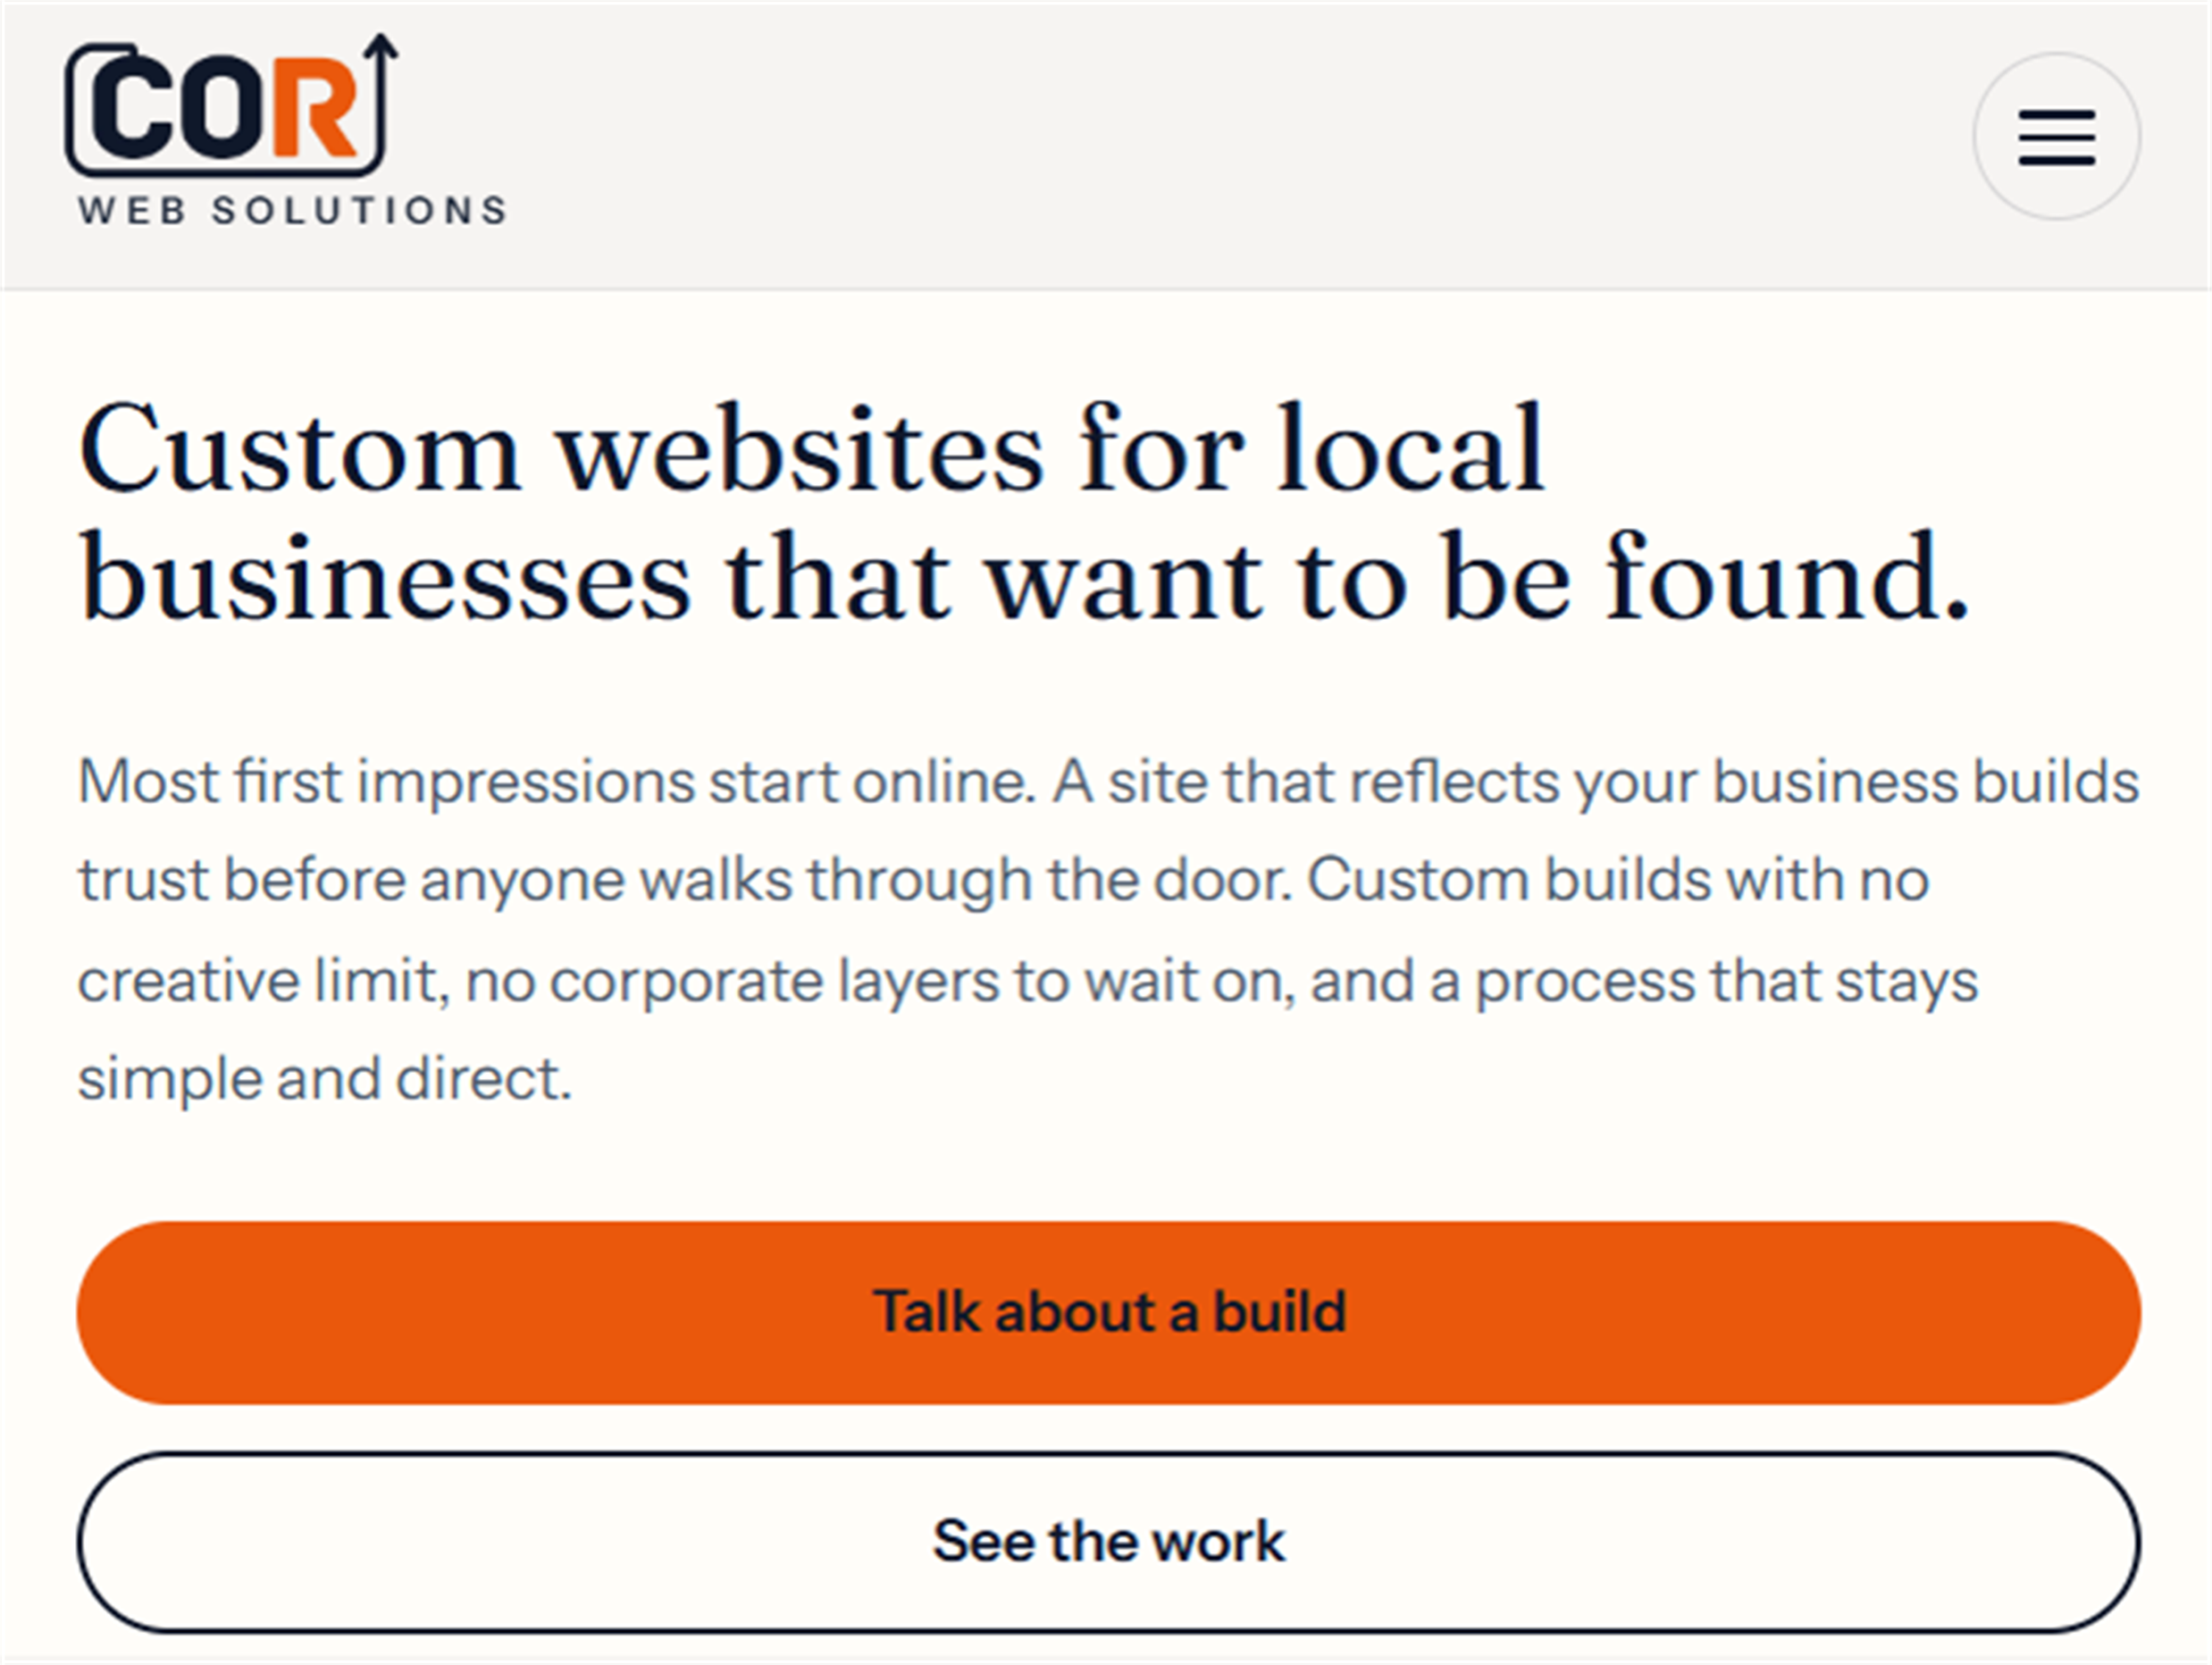 COR
WEB SOLUTIONS
Custom websites for local
businesses that want to be found.
Most first impressions start online. A site that reflects your business builds
trust before anyone walks through the door. Custom builds with no
creative limit, no corporate layers to wait on, and a process that stays
simple and direct.
Talk about a build
See the work